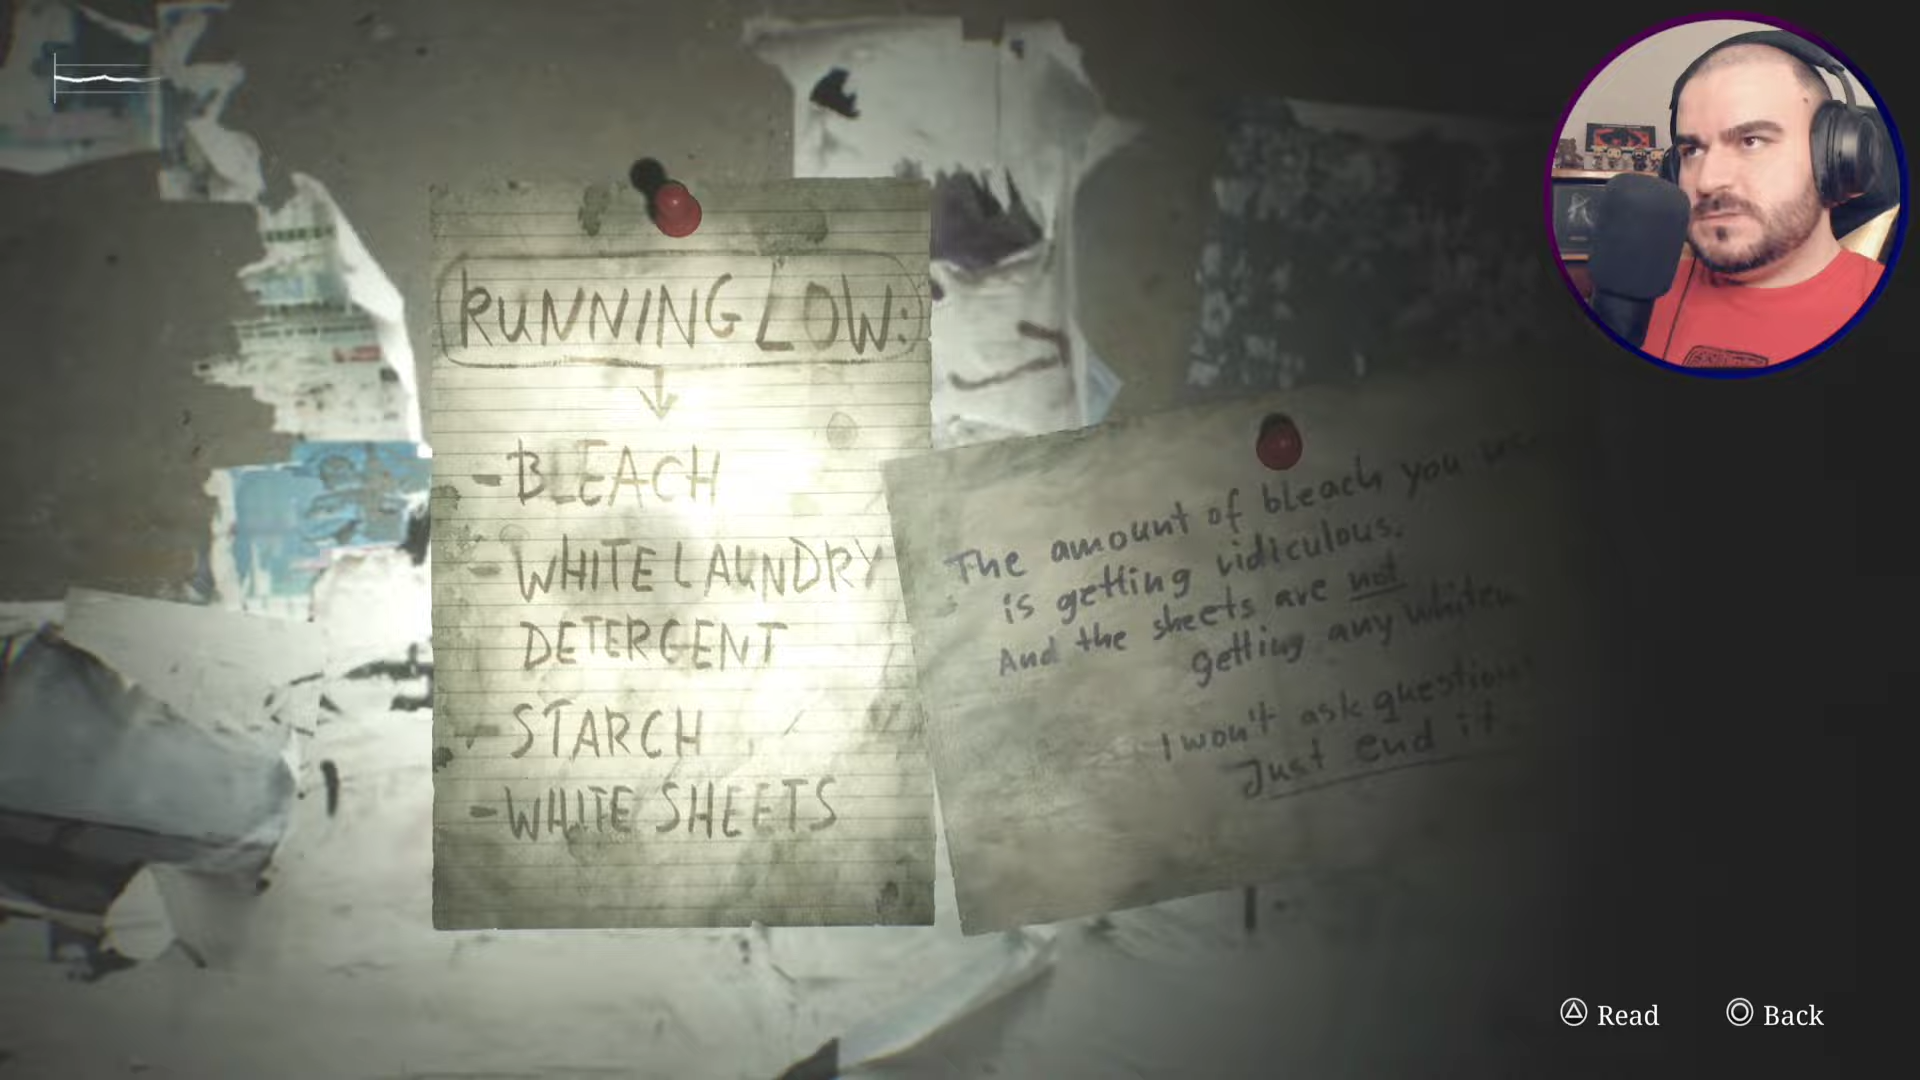 RUNNING LOW:
- BLEACH
- WHITE LAUNDRY
DETERGENT
- STARCH
- WHITE SHEETS
The amount of bleach you
is getting ridiculous.
And the sheets are not
getting any
I won't ask
Just end it
Read
Back